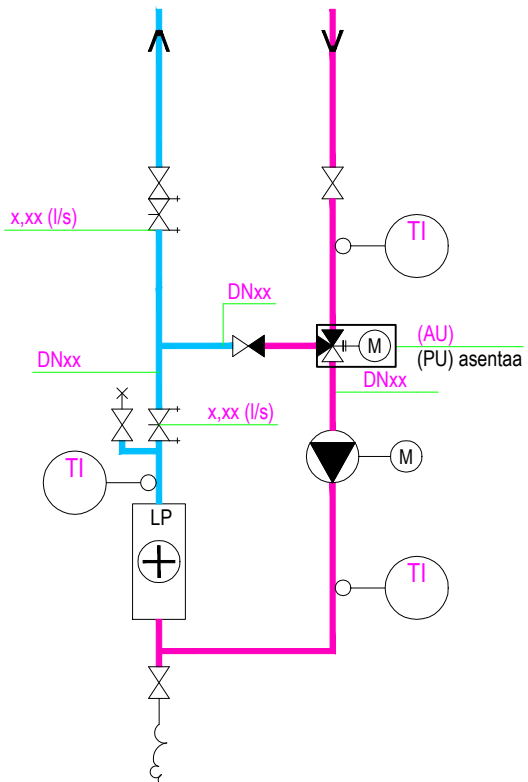 x,xx (l/s)
TI
DNxx
(AU)
M
(PU) asentaa
DNxx
DNxx
x,xx (l/s)
M
TI
LP
TI